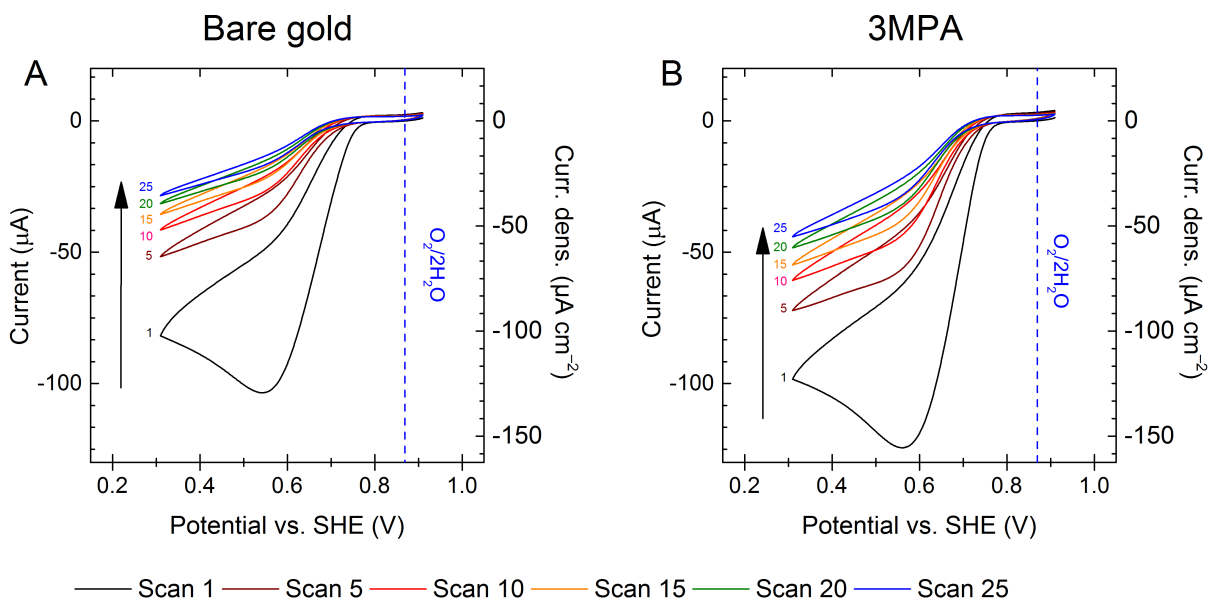 Bare gold
3MPA
A
0
-50
-100
Current (μA)
0
-50
-100
-150
Curr. dens. (μA cm⁻²)
25
20
15
10
5
1
O₂/2H₂O
0.2 0.4 0.6 0.8 1.0
Potential vs. SHE (V)
B
0
-50
-100
Current (μA)
0
-50
-100
-150
Curr. dens. (μA cm⁻²)
25
20
15
10
5
1
O₂/2H₂O
0.2 0.4 0.6 0.8 1.0
Potential vs. SHE (V)
Scan 1 Scan 5 Scan 10 Scan 15 Scan 20 Scan 25